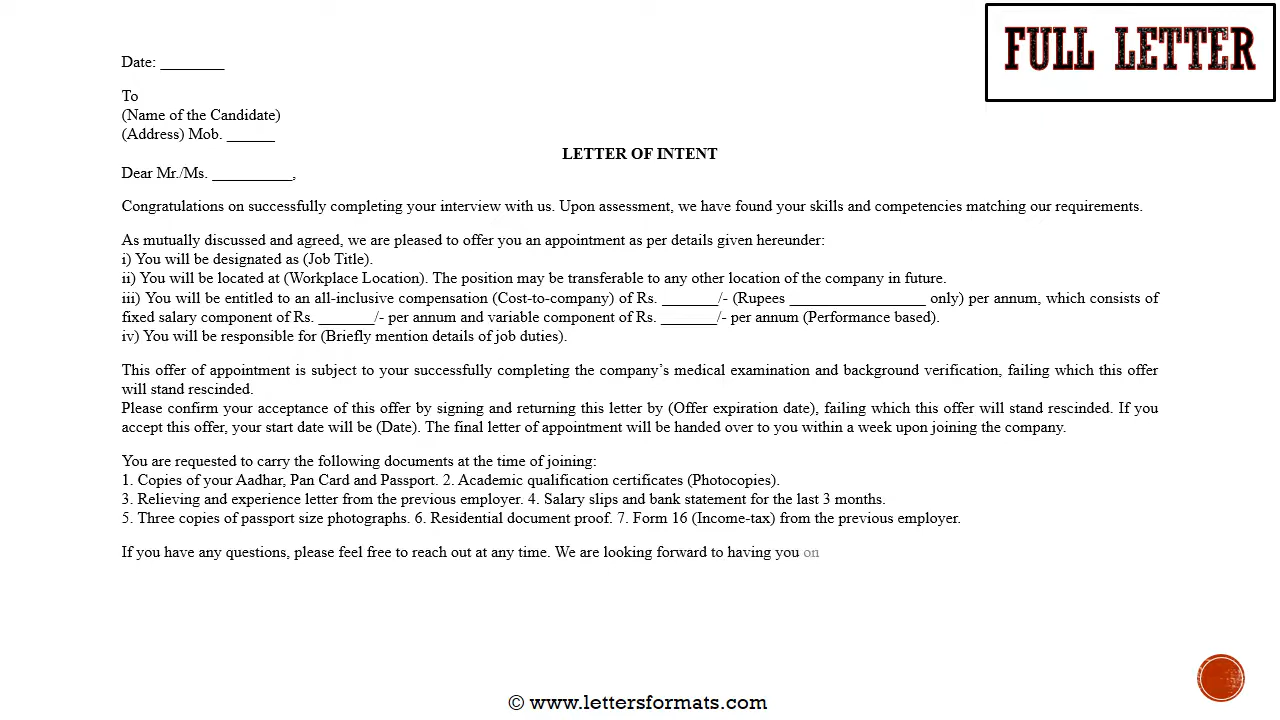 FULL LETTER
Date: ________
To
(Name of the Candidate)
(Address) Mob. ______
LETTER OF INTENT
Dear Mr./Ms. __________,
Congratulations on successfully completing your interview with us. Upon assessment, we have found your skills and competencies matching our requirements.
As mutually discussed and agreed, we are pleased to offer you an appointment as per details given hereunder:
i) You will be designated as (Job Title).
ii) You will be located at (Workplace Location). The position may be transferable to any other location of the company in future.
iii) You will be entitled to an all-inclusive compensation (Cost-to-company) of Rs. _______/- (Rupees _________________ only) per annum, which consists of
fixed salary component of Rs. _______/- per annum and variable component of Rs. _______/- per annum (Performance based).
iv) You will be responsible for (Briefly mention details of job duties).
This offer of appointment is subject to your successfully completing the company’s medical examination and background verification, failing which this offer
will stand rescinded.
Please confirm your acceptance of this offer by signing and returning this letter by (Offer expiration date), failing which this offer will stand rescinded. If you
accept this offer, your start date will be (Date). The final letter of appointment will be handed over to you within a week upon joining the company.
You are requested to carry the following documents at the time of joining:
1. Copies of your Aadhar, Pan Card and Passport. 2. Academic qualification certificates (Photocopies).
3. Relieving and experience letter from the previous employer. 4. Salary slips and bank statement for the last 3 months.
5. Three copies of passport size photographs. 6. Residential document proof. 7. Form 16 (Income-tax) from the previous employer.
If you have any questions, please feel free to reach out at any time. We are looking forward to having you on
© www.lettersformats.com